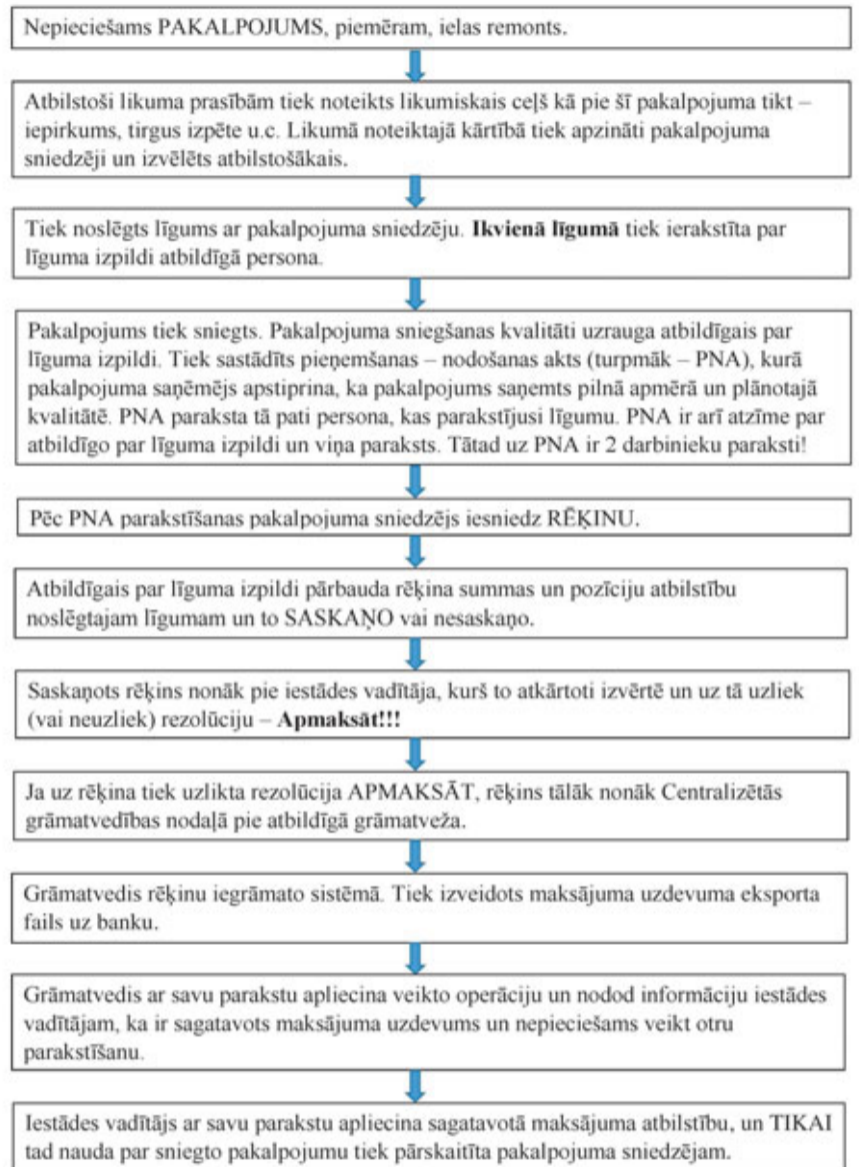 Nepieciešams PAKALPOJUMS, piemēram, ielas remonts.
Atbilstoši likuma prasībām tiek noteikts likumiskais ceļš kā pie šī pakalpojuma tikt –
iepirkums, tirgus izpēte u.c. Likumā noteiktajā kārtībā tiek apzināti pakalpojuma
sniedzēji un izvēlēts atbilstošākais.
Tiek noslēgts līgums ar pakalpojuma sniedzēju. Ikvienā līgumā tiek ierakstīta par
līguma izpildi atbildīgā persona.
Pakalpojums tiek sniegts. Pakalpojuma sniegšanas kvalitāti uzrauga atbildīgais par
līguma izpildi. Tiek sastādīts pieņemšanas – nodošanas akts (turpmāk – PNA), kurā
pakalpojuma saņēmējs apstiprina, ka pakalpojums saņemts pilnā apmērā un plānotajā
kvalitātē. PNA paraksta tā pati persona, kas parakstījusi līgumu. PNA ir arī atzīme par
atbildīgo par līguma izpildi un viņa paraksts. Tātad uz PNA ir 2 darbinieku paraksti!
Pēc PNA parakstīšanas pakalpojuma sniedzējs iesniedz RĒĶINU.
Atbildīgais par līguma izpildi pārbauda rēķina summas un pozīciju atbilstību
noslēgtajam līgumam un to SASKAŅO vai nesaskaņo.
Saskaņots rēķins nonāk pie iestādes vadītāja, kurš to atkārtoti izvērtē un uz tā uzliek
(vai neuzliek) rezolūciju – Apmaksāt!!!
Ja uz rēķina tiek uzlikta rezolūcija APMAKSĀT, rēķins tālāk nonāk Centralizētās
grāmatvedības nodaļā pie atbildīgā grāmatveža.
Grāmatvedis rēķinu iegrāmato sistēmā. Tiek izveidots maksājuma uzdevuma eksporta
fails uz banku.
Grāmatvedis ar savu parakstu apliecina veikto operāciju un nodod informāciju iestādes
vadītājam, ka ir sagatavots maksājuma uzdevums un nepieciešams veikt otru
parakstīšanu.
Iestādes vadītājs ar savu parakstu apliecina sagatavotā maksājuma atbilstību, un TIKAI
tad nauda par sniegto pakalpojumu tiek pārskaitīta pakalpojuma sniedzējam.